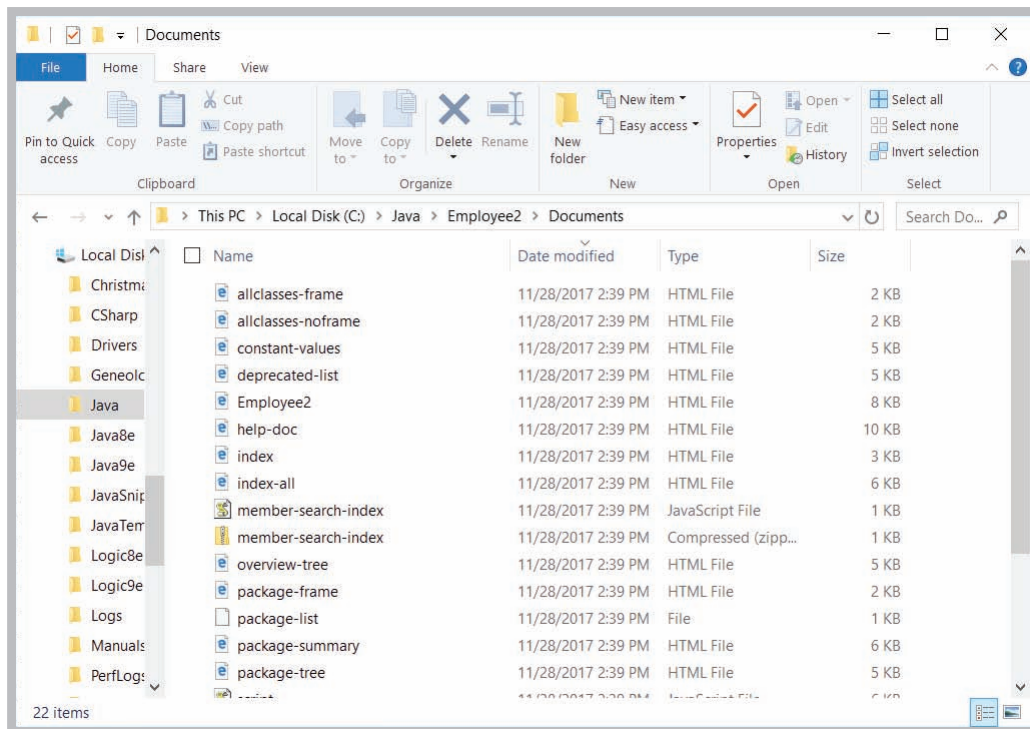 Documents
File Home Share View
Pin to Quick access
Copy
Paste
Cut
Copy path
Paste shortcut
Move to
Copy to
Delete
Rename
New folder
New item
Easy access
Properties
Open
Edit
History
Select all
Select none
Invert selection
Clipboard Organize New Open Select
This PC > Local Disk (C:) > Java > Employee2 > Documents
Search Do...
Local Disk
Christma
CSharp
Drivers
Geneolo
Java
Java8e
Java9e
JavaSnip
JavaTem
Logic8e
Logic9e
Logs
Manuals
PerfLogs
Name Date modified Type Size
allclasses-frame 11/28/2017 2:39 PM HTML File 2 KB
allclasses-noframe 11/28/2017 2:39 PM HTML File 2 KB
constant-values 11/28/2017 2:39 PM HTML File 5 KB
deprecated-list 11/28/2017 2:39 PM HTML File 5 KB
Employee2 11/28/2017 2:39 PM HTML File 8 KB
help-doc 11/28/2017 2:39 PM HTML File 10 KB
index 11/28/2017 2:39 PM HTML File 3 KB
index-all 11/28/2017 2:39 PM HTML File 6 KB
member-search-index 11/28/2017 2:39 PM JavaScript File 1 KB
member-search-index 11/28/2017 2:39 PM Compressed (zipp... 1 KB
overview-tree 11/28/2017 2:39 PM HTML File 5 KB
package-frame 11/28/2017 2:39 PM HTML File 2 KB
package-list 11/28/2017 2:39 PM File 1 KB
package-summary 11/28/2017 2:39 PM HTML File 6 KB
package-tree 11/28/2017 2:39 PM HTML File 5 KB
22 items